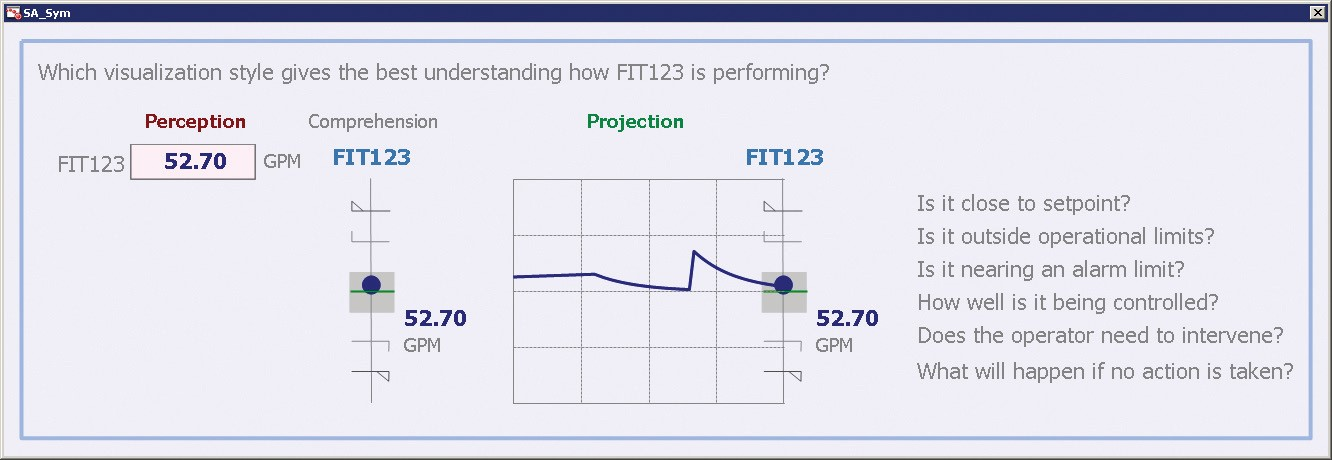 SA_Sym
Which visualization style gives the best understanding how FIT123 is performing?
Perception
Comprehension
Projection
FIT123 52.70 GPM
FIT123
52.70
GPM
FIT123
52.70
GPM
Is it close to setpoint?
Is it outside operational limits?
Is it nearing an alarm limit?
How well is it being controlled?
Does the operator need to intervene?
What will happen if no action is taken?